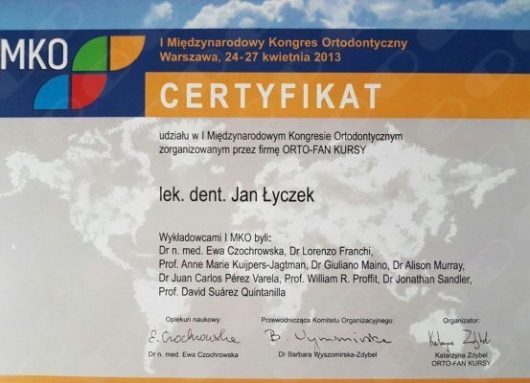 MKO
I Międzynarodowy Kongres Ortodontyczny
Warszawa, 24-27 kwietnia 2013
CERTYFIKAT
udziału w I Międzynarodowym Kongresie Ortodontycznym
zorganizowanym przez firmę ORTO-FAN KURSY
lek. dent. Jan Łyczek
Wykładowcami I MKO byli:
Dr n. med. Ewa Czochrowska, Dr Lorenzo Franchi,
Prof. Anne Marie Kuijpers-Jagtman, Dr Giuliano Maino, Dr Alison Murray,
Dr Juan Carlos Pérez Varela, Prof. William R. Proffit, Dr Jonathan Sandler,
Prof. David Suárez Quintanilla
Opiekun naukowy: Przewodnicząca Komitetu Organizacyjnego: Organizator:
E. Czochrowska B. Wyszomirska Katarzyna Zdybel
Dr n. med. Ewa Czochrowska Dr Barbara Wyszomirska-Zdybel Katarzyna Zdybel
ORTO-FAN KURSY